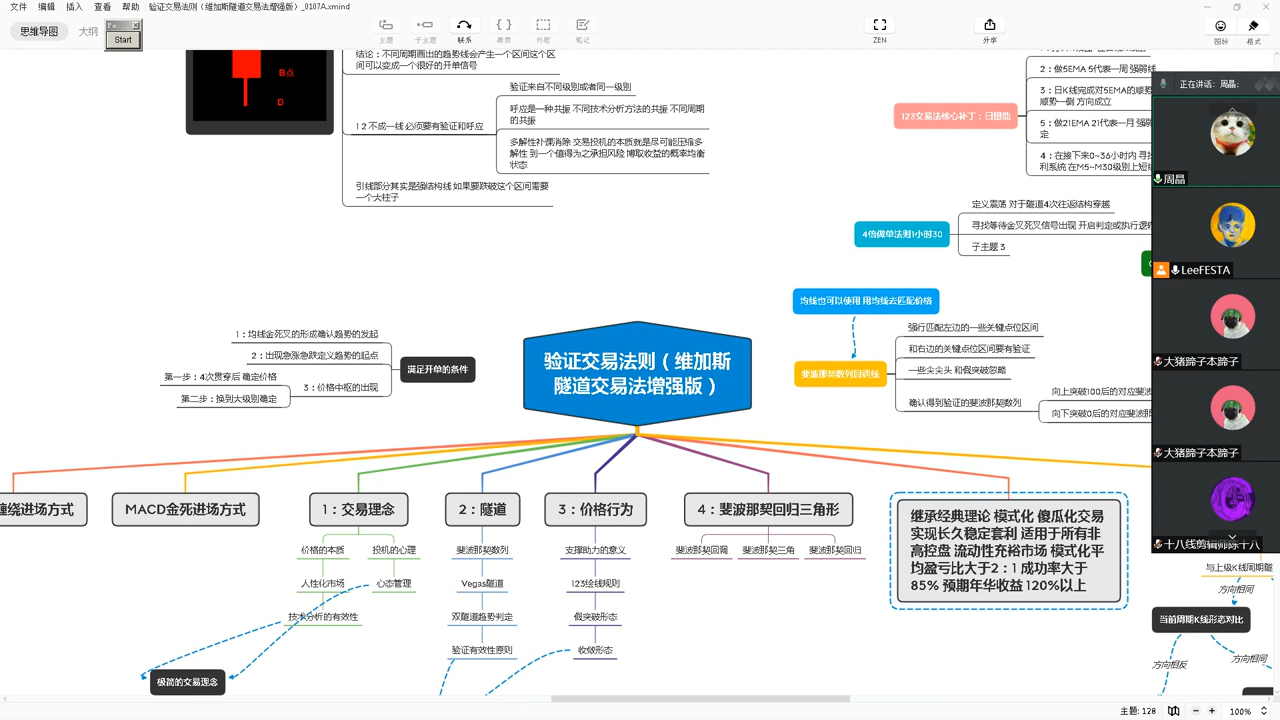 文件 编辑 插入 查看 帮助 验证交易法则（维加斯隧道交易法增强版）_0107A.xmind
思维导图 大纲
Start
主题 子主题 联系 概要 外框 笔记
ZEN 分享 图标 格式
B点
D
结论：不同周期画出的趋势线会产生一个区间这个区
间可以变成一个很好的开单信号
1 2 不成一线 必须要有验证和呼应
验证来自不同级别或者同一级别
呼应是一种共振 不同技术分析方法的共振 不同周期
的共振
多解性补漏消除 交易投机的本质就是尽可能压缩多
解性 到一个值得为之承担风险 博取收益的概率均衡
状态
引线部分其实是强结构线 如果要跌破这个区间需要
一个大柱子
123交易法核心补丁：日圈能
2：做5EMA 5代表一周 强弱线
3：日K线完成对5EMA的顺势
顺势一侧 方向成立
5：做21EMA 21代表一月 强弱
定
4：在接下来0~36小时内 寻找
利系统 在M5~M30级别上短线
4倍做单法则1小时30
定义震荡 对于隧道4次往返结构穿越
寻找等待金叉死叉信号出现 开启判定或执行逻辑
子主题 3
均线也可以使用 用均线去匹配价格
斐波那契数列回调线
强行匹配左边的一些关键点位区间
和右边的关键点位区间要有验证
一些尖尖头 和假突破忽略
确认得到验证的斐波那契数列
向上突破100后的对应斐波
向下突破0后的对应斐波那
满足开单的条件
1：均线金死叉的形成确认趋势的发起
2：出现急涨急跌定义趋势的起点
3：价格中枢的出现
第一步：4次贯穿后 确定价格
第二步：换到大级别确定
验证交易法则（维加斯
隧道交易法增强版）
缠绕进场方式
MACD金死进场方式
1：交易理念
价格的本质 投机的心理
人性化市场 心态管理
技术分析的有效性
极简的交易理念
2：隧道
斐波那契数列
Vegas隧道
双隧道趋势判定
验证有效性原则
3：价格行为
支撑助力的意义
123绘线规则
假突破形态
收敛形态
4：斐波那契回归三角形
斐波那契回调 斐波那契三角 斐波那契回归
继承经典理论 模式化 傻瓜化交易
实现长久稳定套利 适用于所有非
高控盘 流动性充裕市场 模式化平
均盈亏比大于2：1 成功率大于
85% 预期年华收益 120%以上
正在讲话：周晶:
周晶
LeeFESTA
大猪蹄子本蹄子
大猪蹄子本蹄子
十八线剪辑师陈十八
与上级K线周期隧
方向相同
当前周期K线形态对比
方向相反
方向相同
主题: 128
100%